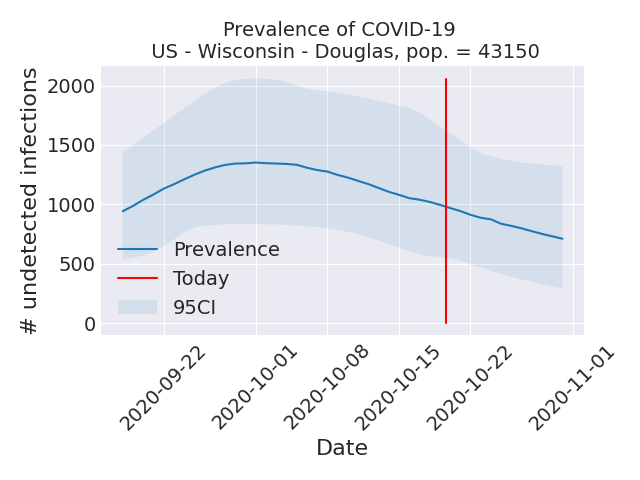 Prevalence of COVID-19
US - Wisconsin - Douglas, pop. = 43150
# undetected infections
2000
1500
1000
500
0
Prevalence
Today
95CI
2020-09-22
2020-10-01
2020-10-08
2020-10-15
2020-10-22
2020-11-01
Date